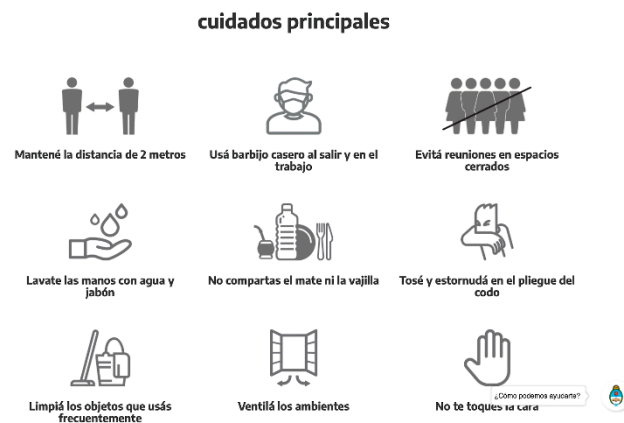 cuidados principales
Mantené la distancia de 2 metros
Usá barbijo casero al salir y en el
trabajo
Evitá reuniones en espacios
cerrados
Lavate las manos con agua y
jabón
No compartas el mate ni la vajilla
Tosé y estornudá en el pliegue del
codo
Limpiá los objetos que usás
frecuentemente
Ventilá los ambientes
No te toques la cara
¿Cómo podemos ayudarte?